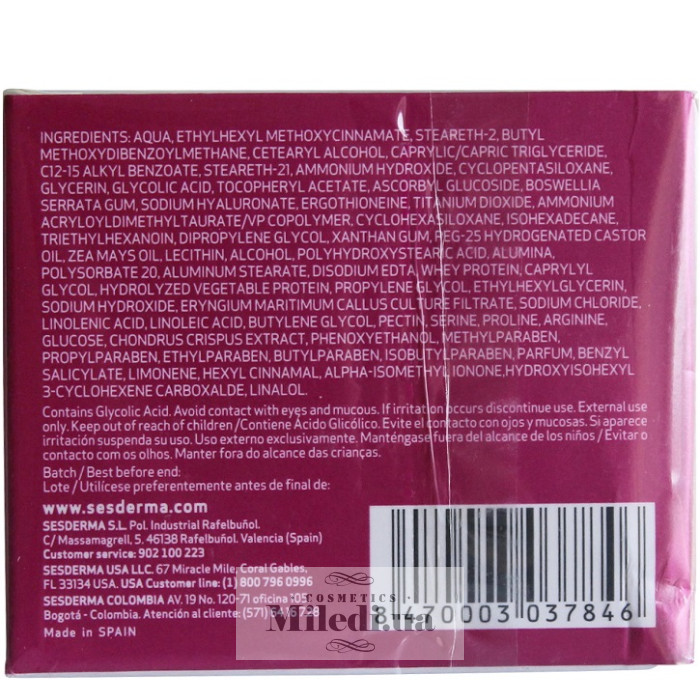 INGREDIENTS: AQUA, ETHYLHEXYL METHOXYCINNAMATE, STEARETH-2, BUTYL
METHOXYDIBENZOYLMETHANE, CETEARYL ALCOHOL, CAPRYLIC/CAPRIC TRIGLYCERIDE,
C12-15 ALKYL BENZOATE, STEARETH-21, AMMONIUM HYDROXIDE, CYCLOPENTASILOXANE,
GLYCERIN, GLYCOLIC ACID, TOCOPHERYL ACETATE, ASCORBYL GLUCOSIDE, BOSWELLIA
SERRATA GUM, SODIUM HYALURONATE, ERGOTHIONEINE, TITANIUM DIOXIDE, AMMONIUM
ACRYLOYLDIMETHYLTAURATE/VP COPOLYMER, CYCLOHEXASILOXANE, ISOHEXADECANE,
TRIETHYLHEXANOIN, DIPROPYLENE GLYCOL, XANTHAN GUM, PEG-25 HYDROGENATED CASTOR
OIL, ZEA MAYS OIL, LECITHIN, ALCOHOL, POLYHYDROXYSTEARIC ACID, ALUMINA,
POLYSORBATE 20, ALUMINUM STEARATE, DISODIUM EDTA, WHEY PROTEIN, CAPRYLYL
GLYCOL, HYDROLYZED VEGETABLE PROTEIN, PROPYLENE GLYCOL, ETHYLHEXYLGLYCERIN,
SODIUM HYDROXIDE, ERYNGIUM MARITIMUM CALLUS CULTURE FILTRATE, SODIUM CHLORIDE,
LINOLENIC ACID, LINOLEIC ACID, BUTYLENE GLYCOL, PECTIN, SERINE, PROLINE, ARGININE,
GLUCOSE, CHONDRUS CRISPUS EXTRACT, PHENOXYETHANOL, METHYLPARABEN,
PROPYLPARABEN, ETHYLPARABEN, BUTYLPARABEN, ISOBUTYLPARABEN, PARFUM, BENZYL
SALICYLATE, LIMONENE, HEXYL CINNAMAL, ALPHA-ISOMETHYL IONONE, HYDROXYISOHEXYL
3-CYCLOHEXENE CARBOXALDE, LINALOL.
Contains Glycolic Acid. Avoid contact with eyes and mucous. If irritation occurs discontinue use. External use
only. Keep out of reach of children / Contiene Ácido Glicólico. Evite el contacto con ojos y mucosas. Si aparece
irritación suspenda su uso. Uso externo exclusivamente. Manténgase fuera del alcance de los niños / Evitar o
contacto com os olhos. Manter fora do alcance das crianças.
Batch / Best before end:
Lote / Utilícese preferentemente antes de final de:
www.sesderma.com
SESDERMA S.L. Pol. Industrial Rafelbuñol.
C/ Massamagrell, 5. 46138 Rafelbunyol. Valencia (Spain)
Customer service: 902 100 223
SESDERMA USA LLC. 67 Miracle Mile, Coral Gables,
FL 33134 USA. USA Customer line: (1) 800 796 0996
SESDERMA COLOMBIA AV. 19 No. 120-71 oficina 105
Bogotá - Colombia. Atención al cliente: (571)
Made in SPAIN
8 470003 037846
COSMETICS
Miledi.ua